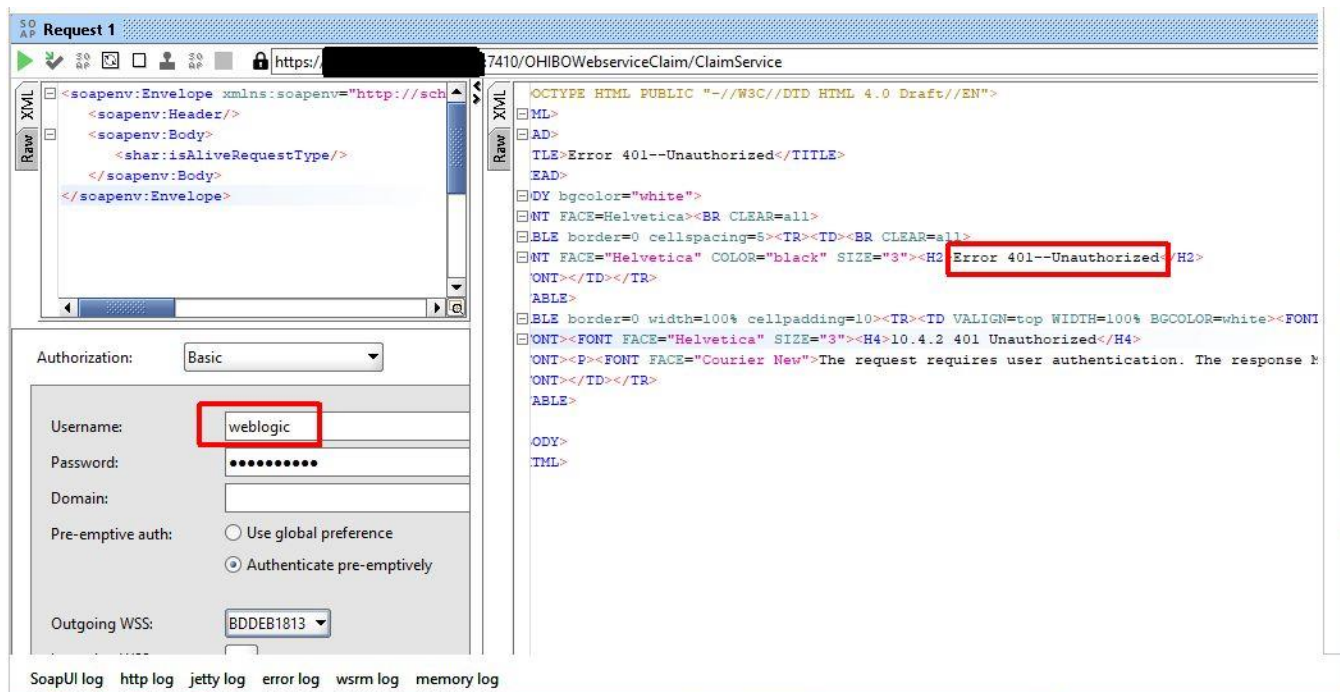 SOAP Request 1
https:// :7410/OHIBOWebserviceClaim/ClaimService
XML
Raw
<soapenv:Envelope xmlns:soapenv="http://sch
<soapenv:Header/>
<soapenv:Body>
<shar:isAliveRequestType/>
</soapenv:Body>
</soapenv:Envelope>
Authorization: Basic
Username: weblogic
Password: ••••••••••
Domain:
Pre-emptive auth: Use global preference
Authenticate pre-emptively
Outgoing WSS: BDDEB1813
XML
Raw
OCTYPE HTML PUBLIC "-//W3C//DTD HTML 4.0 Draft//EN">
ML>
AD>
TLE>Error 401--Unauthorized</TITLE>
EAD>
DY bgcolor="white">
NT FACE=Helvetica><BR CLEAR=all>
BLE border=0 cellspacing=5><TR><TD><BR CLEAR=all>
NT FACE="Helvetica" COLOR="black" SIZE="3"><H2>Error 401--Unauthorized</H2>
ONT></TD></TR>
ABLE>
BLE border=0 width=100% cellpadding=10><TR><TD VALIGN=top WIDTH=100% BGCOLOR=white><FONT
ONT><FONT FACE="Helvetica" SIZE="3"><H4>10.4.2 401 Unauthorized</H4>
ONT><P><FONT FACE="Courier New">The request requires user authentication. The response M
ONT></TD></TR>
ABLE>
ODY>
TML>
SoapUI log http log jetty log error log wsrm log memory log